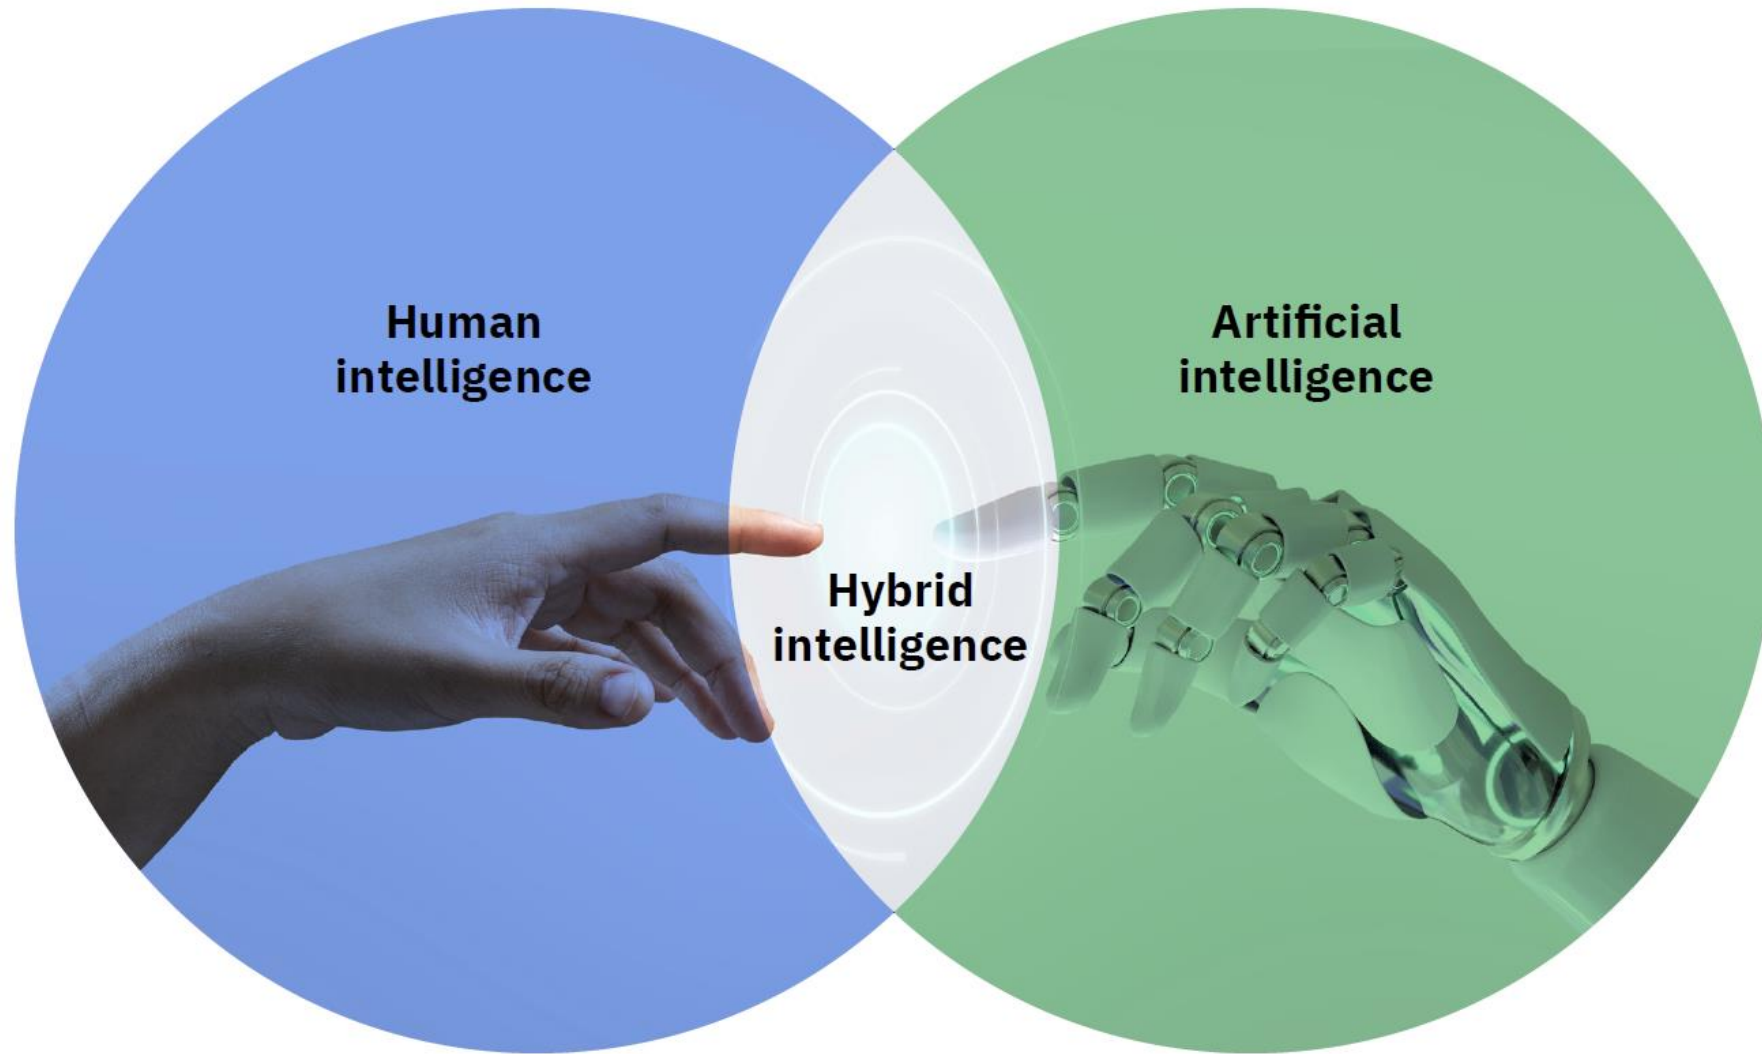 Human
intelligence
Artificial
intelligence
Hybrid
intelligence